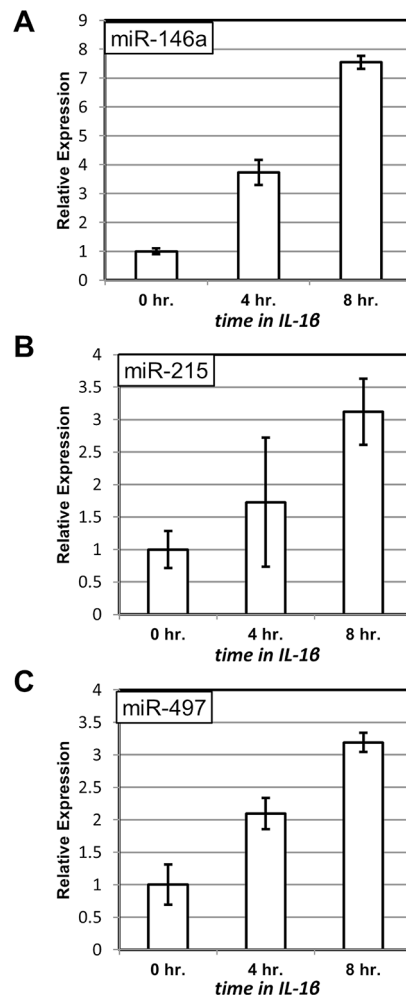 A
miR-146a
Relative Expression
9
8
7
6
5
4
3
2
1
0
0 hr. 4 hr. 8 hr.
time in IL-1β
B
miR-215
Relative Expression
4
3.5
3
2.5
2
1.5
1
0.5
0
0 hr. 4 hr. 8 hr.
time in IL-1β
C
miR-497
Relative Expression
4
3.5
3
2.5
2
1.5
1
0.5
0
0 hr. 4 hr. 8 hr.
time in IL-1β